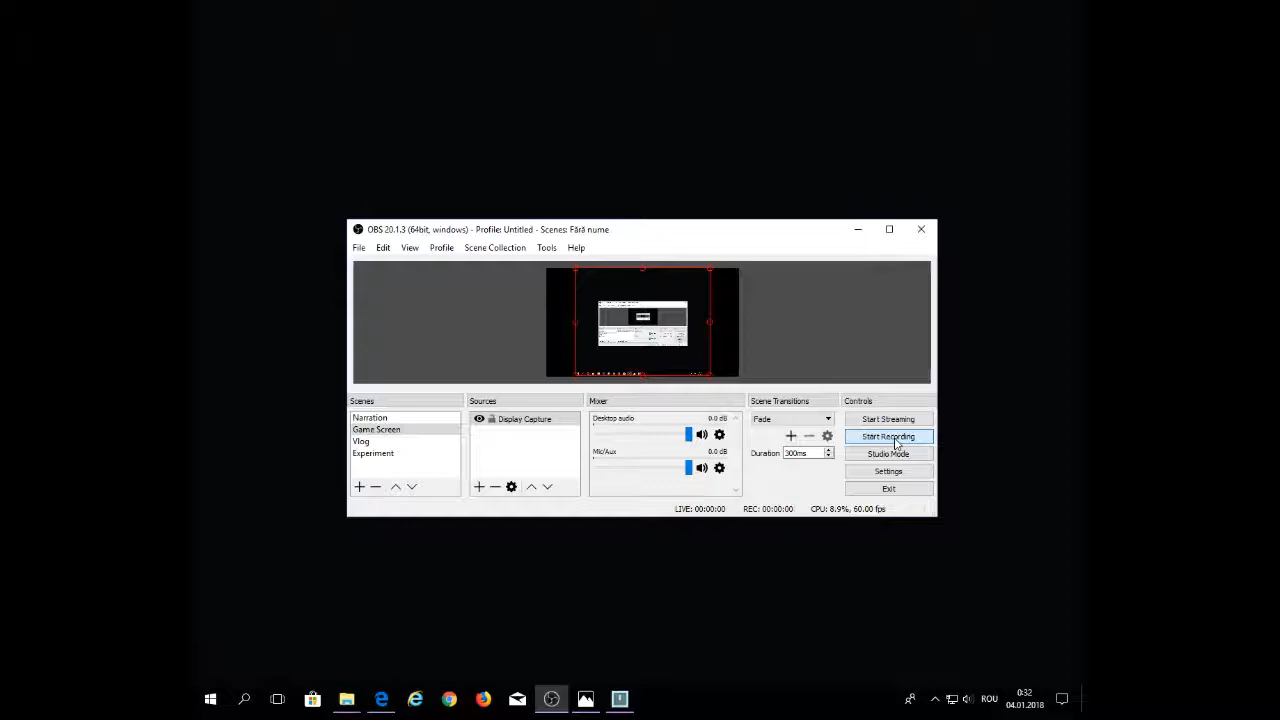 OBS 20.1.3 (64bit, windows) - Profile: Untitled - Scenes: Fără nume
File Edit View Profile Scene Collection Tools Help
Scenes
Narration
Game Screen
Vlog
Experiment
Sources
Display Capture
Mixer
Desktop audio 0.0 dB
Mic/Aux 0.0 dB
Scene Transitions
Fade
Duration 300ms
Controls
Start Streaming
Start Recording
Studio Mode
Settings
Exit
LIVE: 00:00:00 REC: 00:00:00 CPU: 8.9%, 60.00 fps
ROU
0:32
04.01.2018